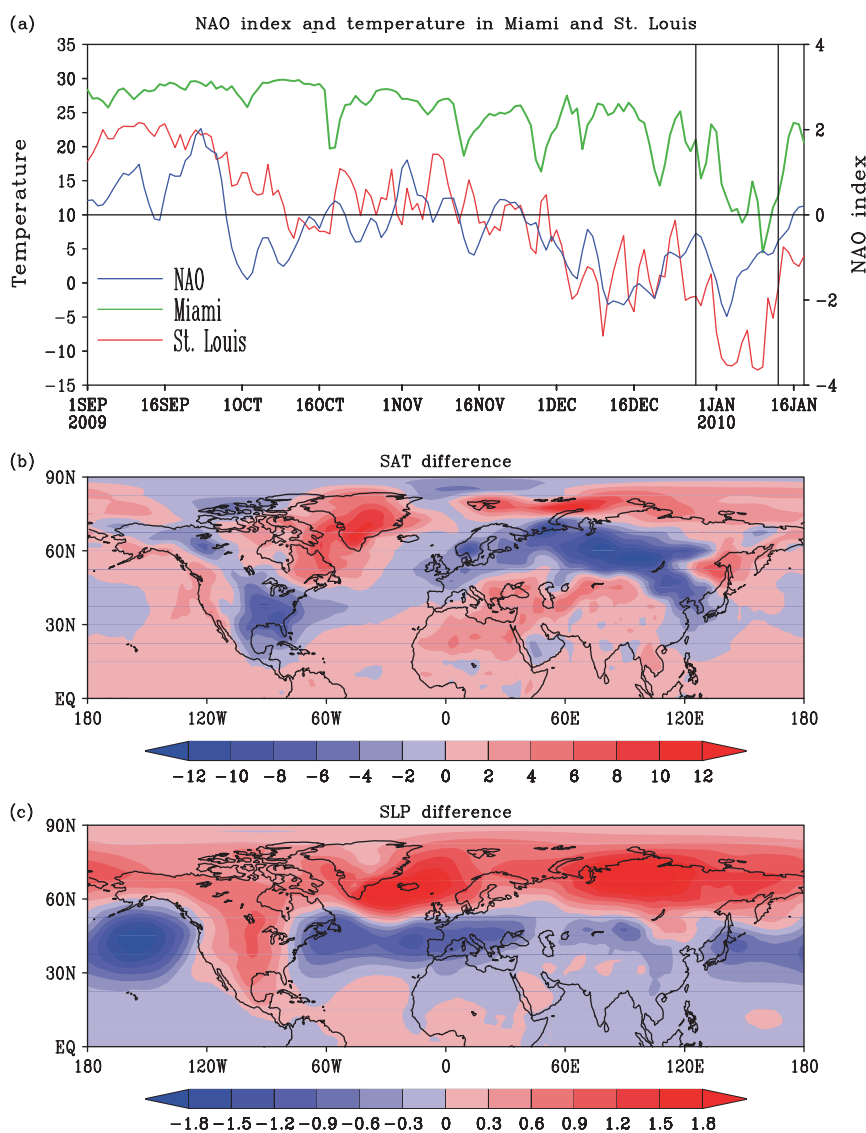 (a) NAO index and temperature in Miami and St. Louis
35 4
30
25
20 2
15
10 0
5
0
-5 -2
-10
-15 -4
Temperature
NAO index
NAO
Miami
St. Louis
1SEP 16SEP 1OCT 16OCT 1NOV 16NOV 1DEC 16DEC 1JAN 16JAN
2009 2010
(b) SAT difference
90N
60N
30N
EQ
180 120W 60W 0 60E 120E 180
-12 -10 -8 -6 -4 -2 0 2 4 6 8 10 12
(c) SLP difference
90N
60N
30N
EQ
180 120W 60W 0 60E 120E 180
-1.8 -1.5 -1.2 -0.9 -0.6 -0.3 0 0.3 0.6 0.9 1.2 1.5 1.8